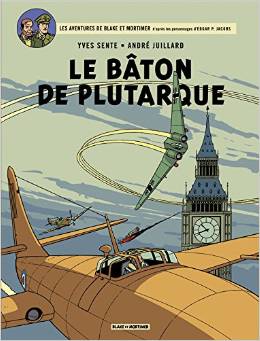 LES AVENTURES DE BLAKE ET MORTIMER d'après les personnages d'EDGAR P. JACOBS
YVES SENTE - ANDRÉ JUILLARD
LE BÂTON
DE PLUTARQUE
BLAKE ET MORTIMER